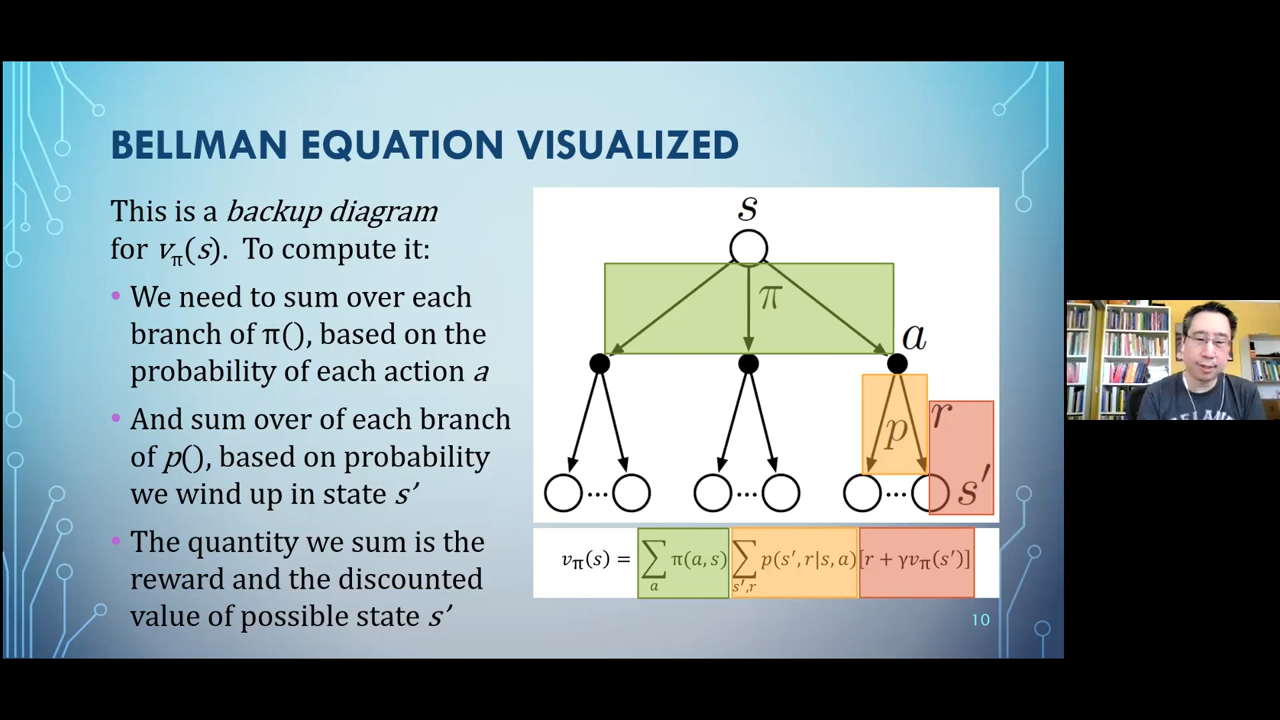 BELLMAN EQUATION VISUALIZED
This is a backup diagram
for vπ(s). To compute it:
• We need to sum over each
branch of π(), based on the
probability of each action a
• And sum over of each branch
of p(), based on probability
we wind up in state s′
• The quantity we sum is the
reward and the discounted
value of possible state s′
s
π
a
p
r
s′
vπ(s) = ∑a π(a,s) ∑s′,r p(s′,r|s,a)[r + γvπ(s′)]
10